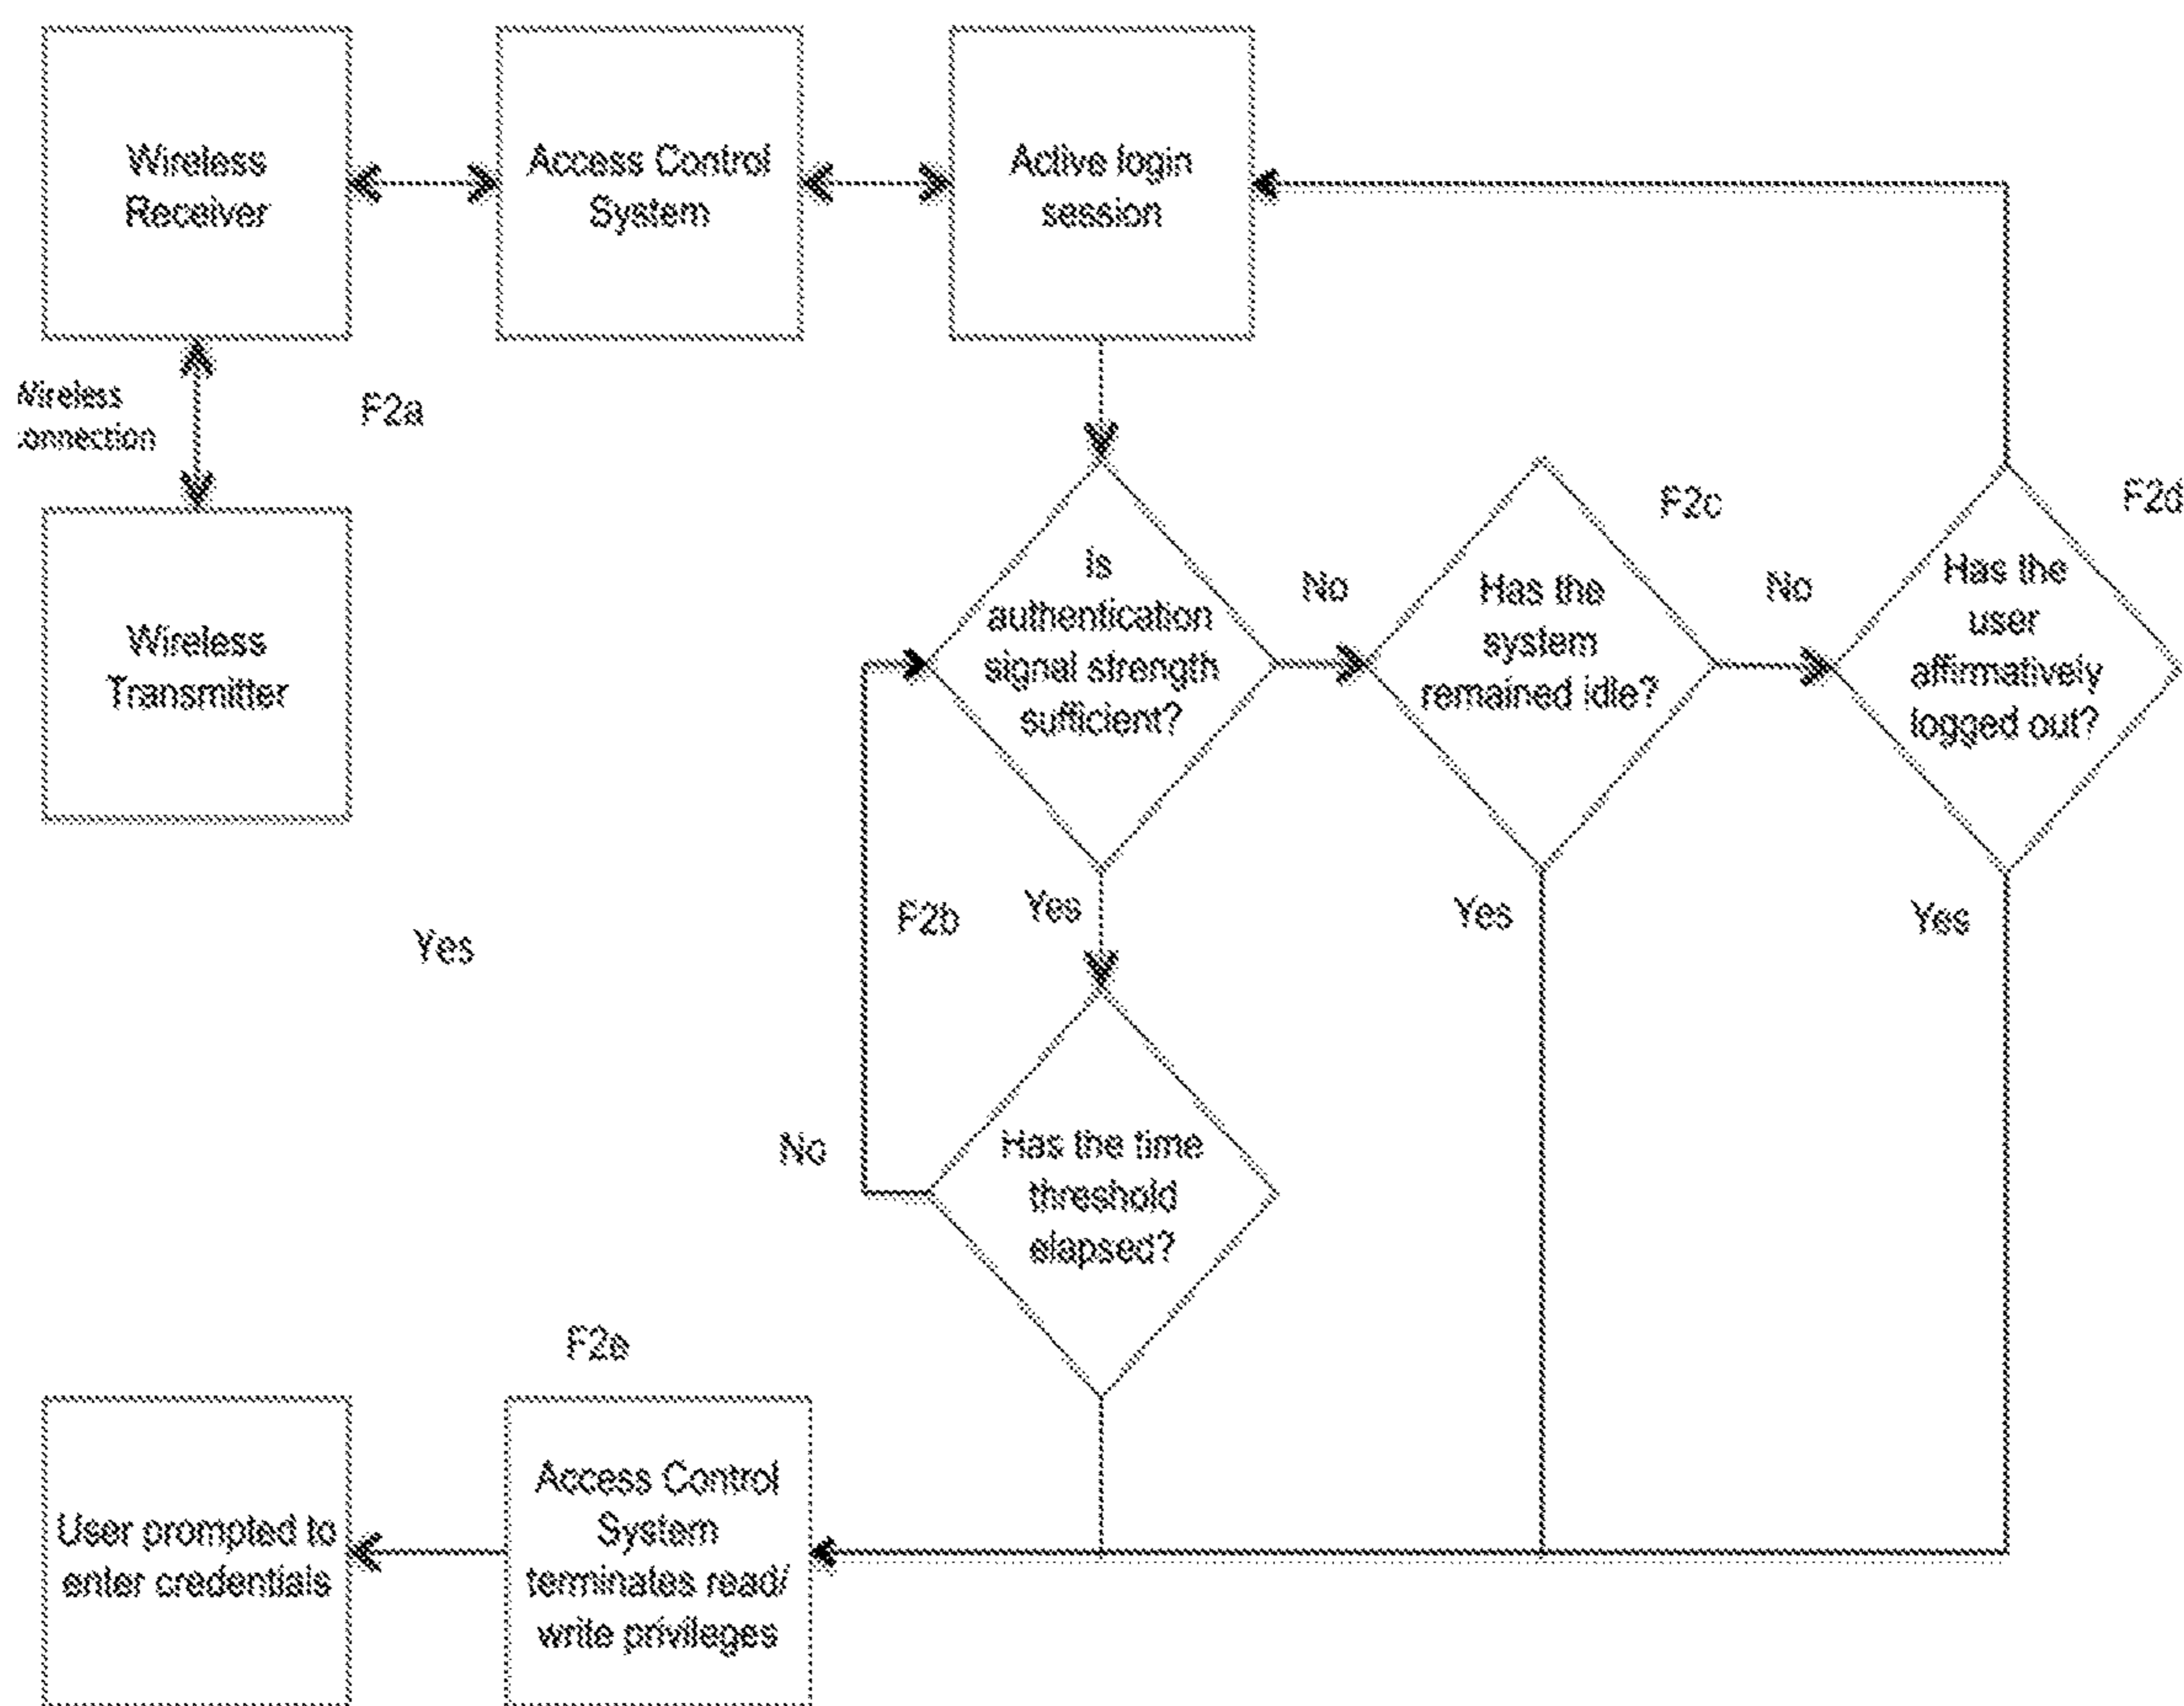 Wireless
Receiver
Access Control
System
Active login
session
Wireless
connection
F2a
Wireless
Transmitter
Is
authentication
signal strength
sufficient?
No
Has the
system
remained idle?
F2c
No
Has the
user
affirmatively
logged out?
F2d
Yes
F2b
Yes
Yes
Yes
No
Has the time
threshold
elapsed?
F2e
User prompted to
enter credentials
Access Control
System
terminates read/
write privileges